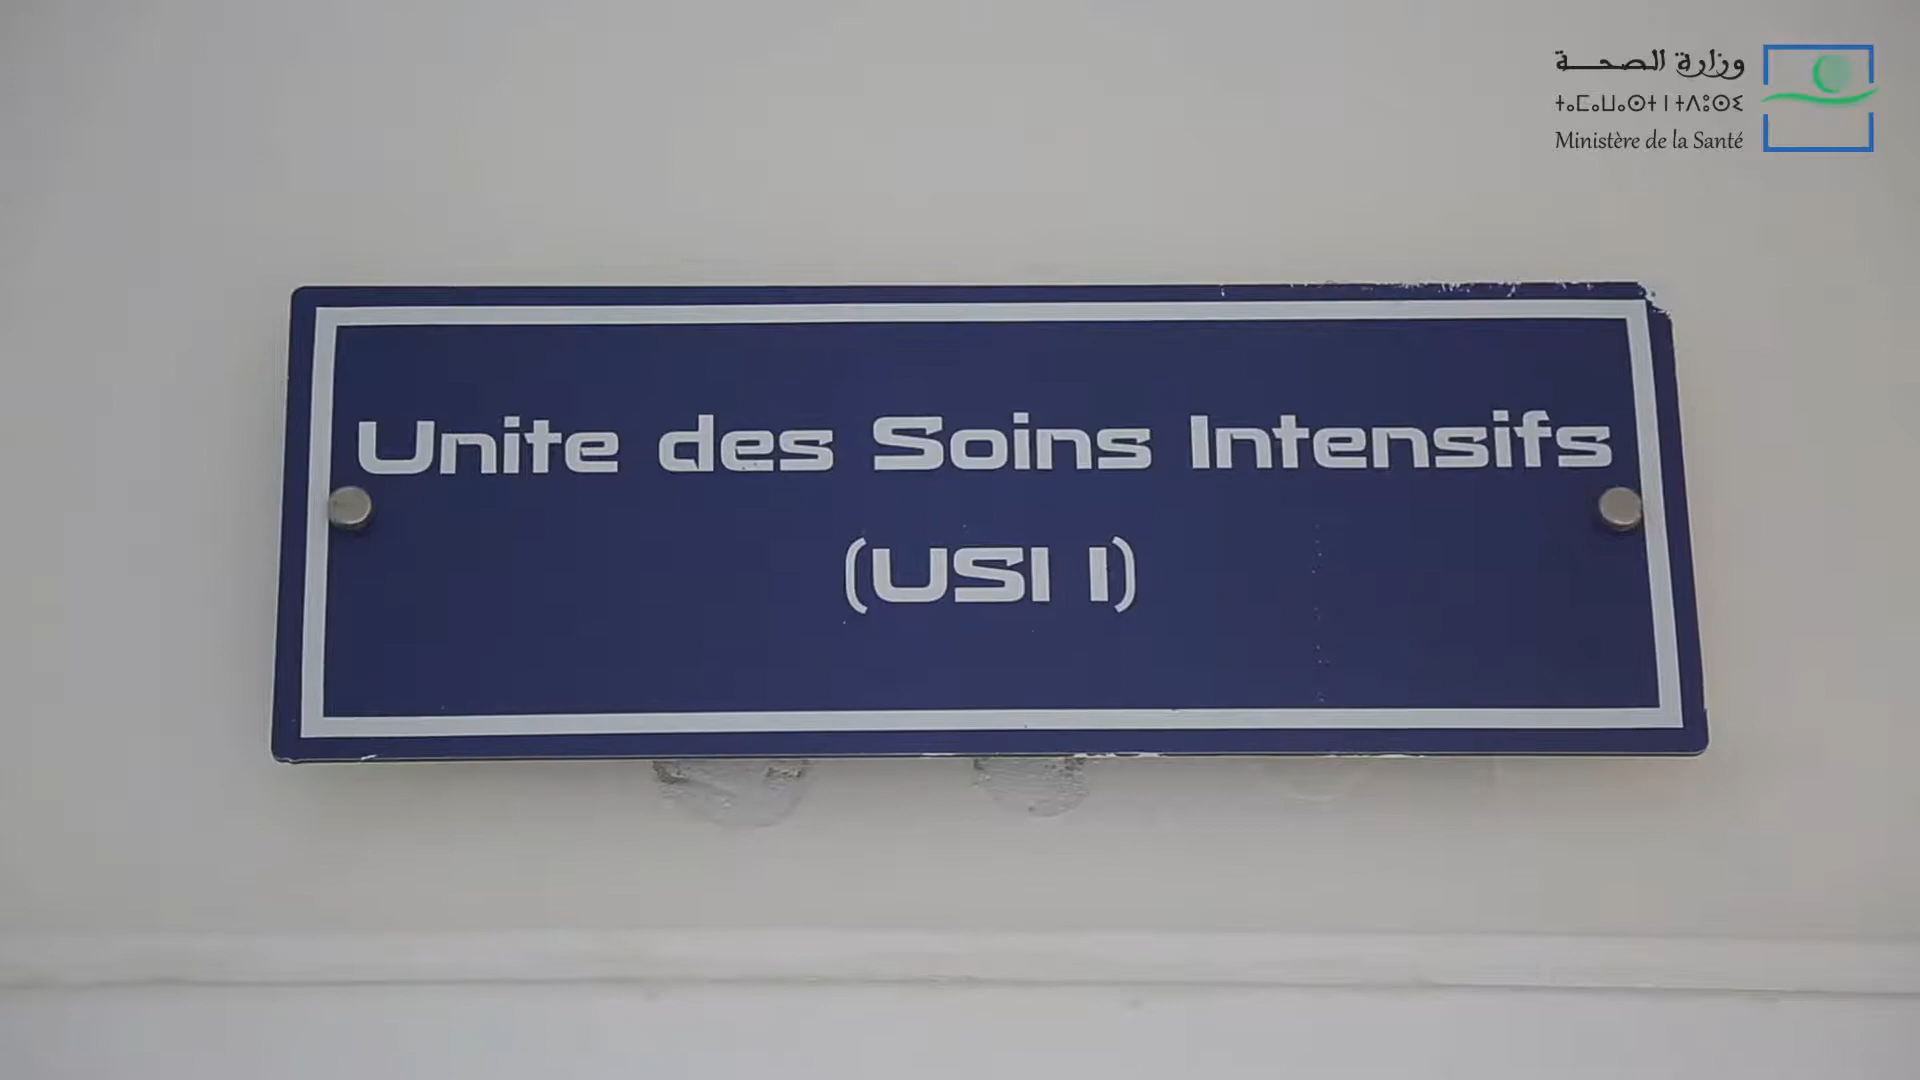 وزارة الصحة
ⵜⴰⵎⴰⵡⴰⵙⵜ ⵏ ⵜⴷⵓⵙⵉ
Ministère de la Santé
Unite des Soins Intensifs
(USI I)